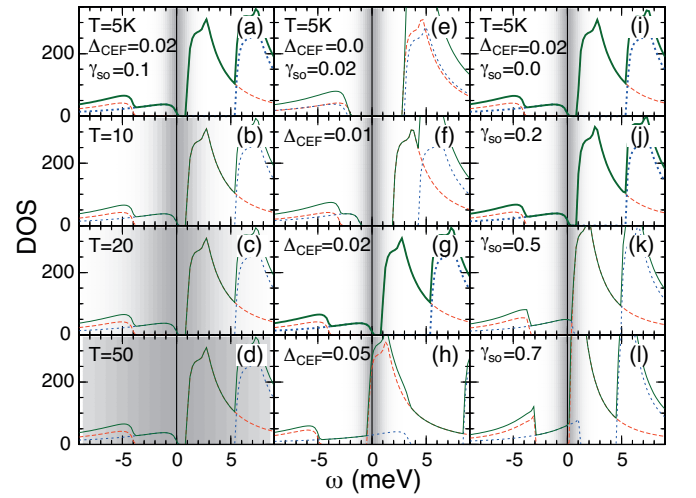 T=5K (a) T=5K (e) T=5K (i)
Δ_CEF=0.02 Δ_CEF=0.0 Δ_CEF=0.02
γ_so=0.1 γ_so=0.02 γ_so=0.0
200
0
T=10 (b) Δ_CEF=0.01 (f) γ_so=0.2 (j)
200
0
T=20 (c) Δ_CEF=0.02 (g) γ_so=0.5 (k)
200
0
T=50 (d) Δ_CEF=0.05 (h) γ_so=0.7 (l)
200
0
-5 0 5 -5 0 5 -5 0 5
DOS
ω (meV)